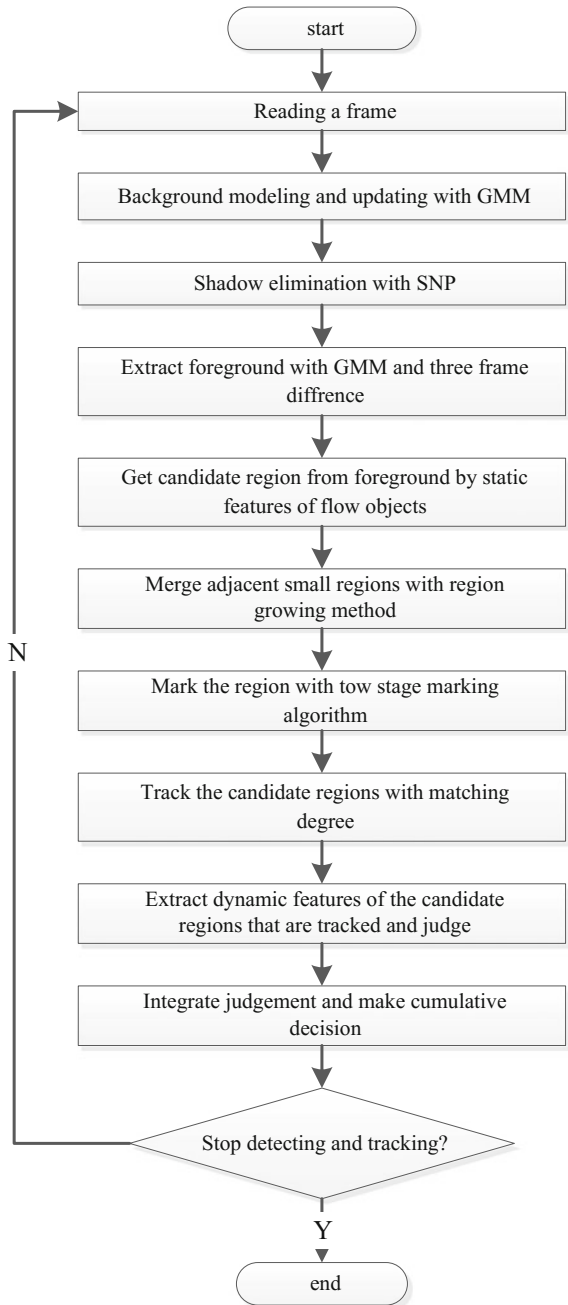 start
Reading a frame
Background modeling and updating with GMM
Shadow elimination with SNP
Extract foreground with GMM and three frame
diffrence
Get candidate region from foreground by static
features of flow objects
Merge adjacent small regions with region
growing method
N
Mark the region with tow stage marking
algorithm
Track the candidate regions with matching
degree
Extract dynamic features of the candidate
regions that are tracked and judge
Integrate judgement and make cumulative
decision
Stop detecting and tracking?
Y
end